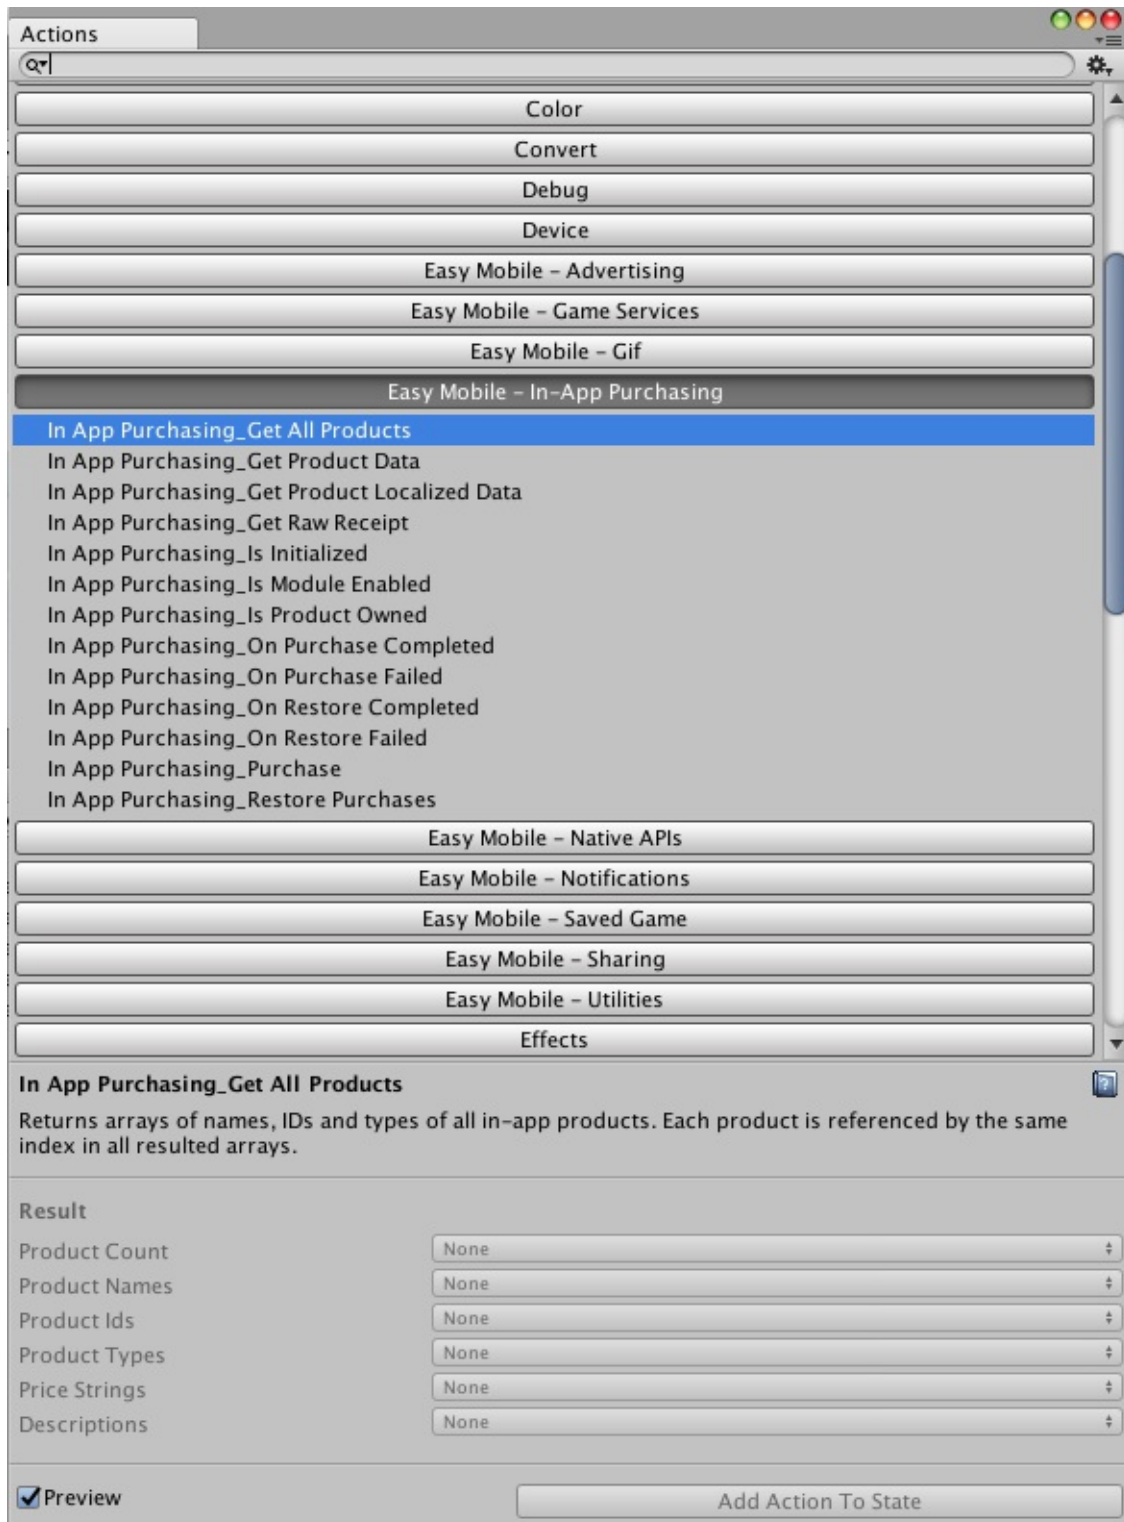 Actions
Color
Convert
Debug
Device
Easy Mobile – Advertising
Easy Mobile – Game Services
Easy Mobile – Gif
Easy Mobile – In-App Purchasing
In App Purchasing_Get All Products
In App Purchasing_Get Product Data
In App Purchasing_Get Product Localized Data
In App Purchasing_Get Raw Receipt
In App Purchasing_Is Initialized
In App Purchasing_Is Module Enabled
In App Purchasing_Is Product Owned
In App Purchasing_On Purchase Completed
In App Purchasing_On Purchase Failed
In App Purchasing_On Restore Completed
In App Purchasing_On Restore Failed
In App Purchasing_Purchase
In App Purchasing_Restore Purchases
Easy Mobile – Native APIs
Easy Mobile – Notifications
Easy Mobile – Saved Game
Easy Mobile – Sharing
Easy Mobile – Utilities
Effects
In App Purchasing_Get All Products
Returns arrays of names, IDs and types of all in-app products. Each product is referenced by the same
index in all resulted arrays.
Result
Product Count None
Product Names None
Product Ids None
Product Types None
Price Strings None
Descriptions None
Preview Add Action To State